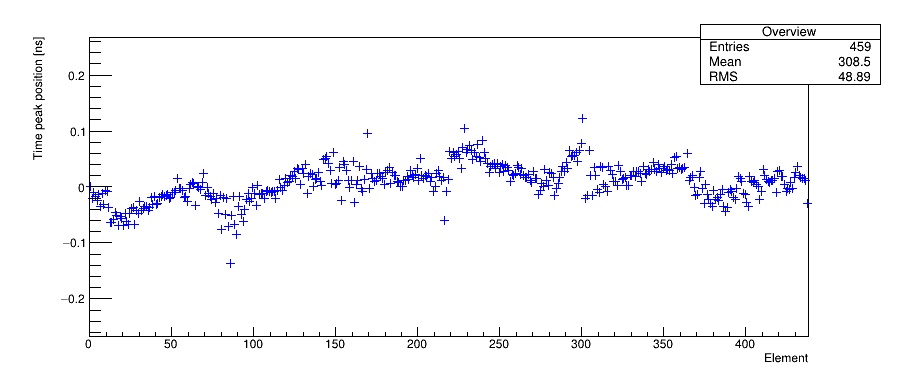 Overview
Entries 459
Mean 308.5
RMS 48.89
Time peak position [ns]
0.2
0.1
0
−0.1
−0.2
0 50 100 150 200 250 300 350 400
Element